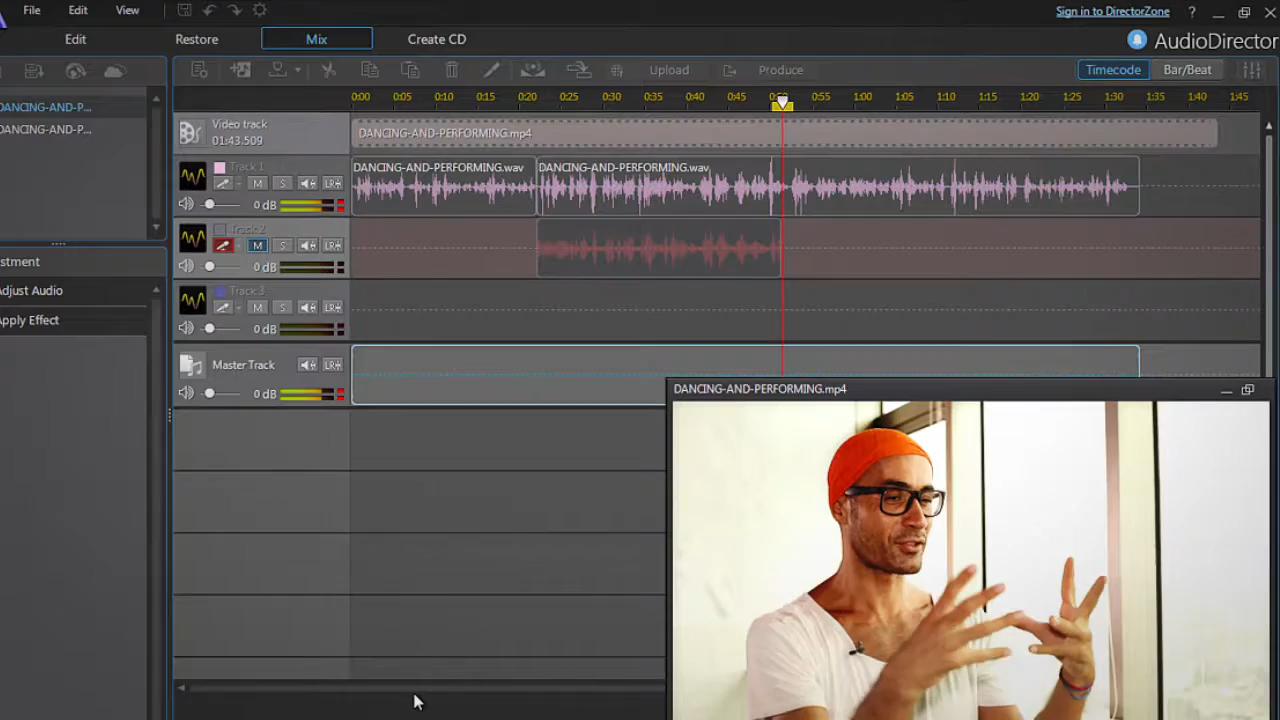 File Edit View Sign in to DirectorZone ?
Edit Restore Mix Create CD AudioDirector
Upload Produce Timecode Bar/Beat
0:00 0:05 0:10 0:15 0:20 0:25 0:30 0:35 0:40 0:45 0:55 1:00 1:05 1:10 1:15 1:20 1:25 1:30 1:35 1:40 1:45
DANCING-AND-P...
DANCING-AND-P...
Video track
01:43.509
DANCING-AND-PERFORMING.mp4
Track 1
M S LR
0 dB
DANCING-AND-PERFORMING.wav DANCING-AND-PERFORMING.wav
Track 2
M S LR
0 dB
stment
Adjust Audio
Apply Effect
Track 3
M S LR
0 dB
Master Track LR
0 dB
DANCING-AND-PERFORMING.mp4